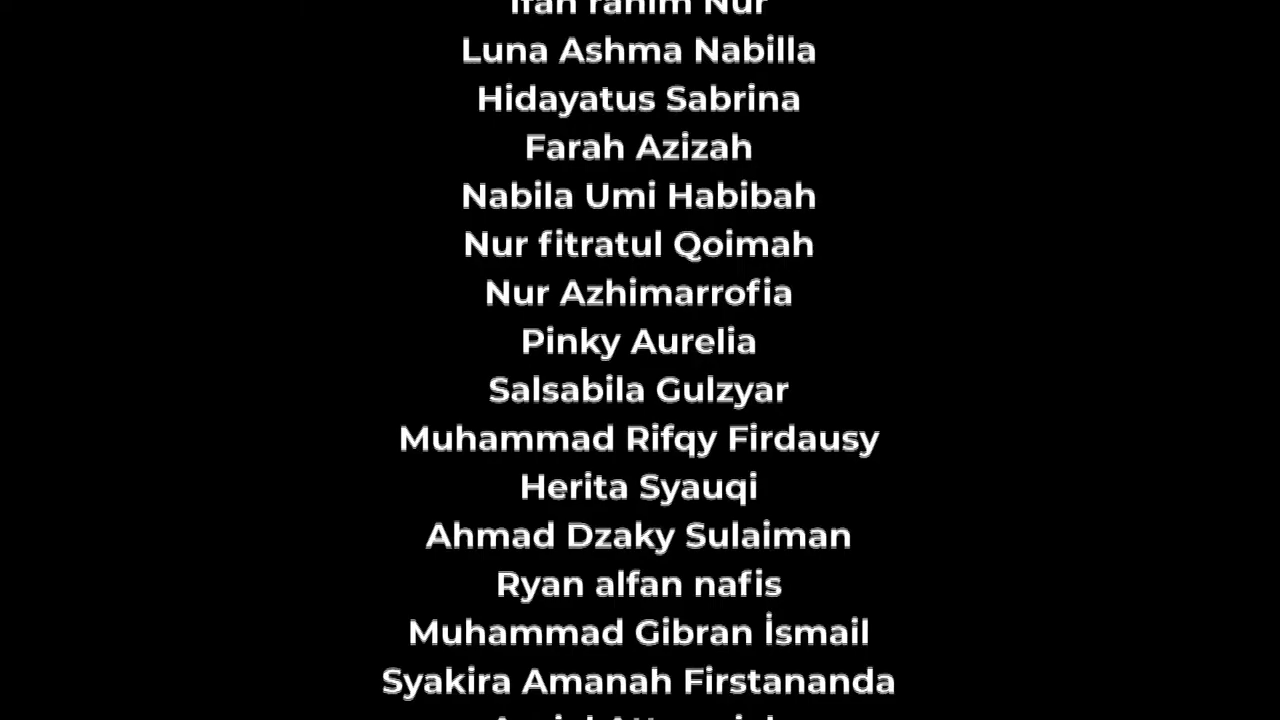 Luna Ashma Nabilla
Hidayatus Sabrina
Farah Azizah
Nabila Umi Habibah
Nur fitratul Qoimah
Nur Azhimarrofia
Pinky Aurelia
Salsabila Gulzyar
Muhammad Rifqy Firdausy
Herita Syauqi
Ahmad Dzaky Sulaiman
Ryan alfan nafis
Muhammad Gibran İsmail
Syakira Amanah Firstananda